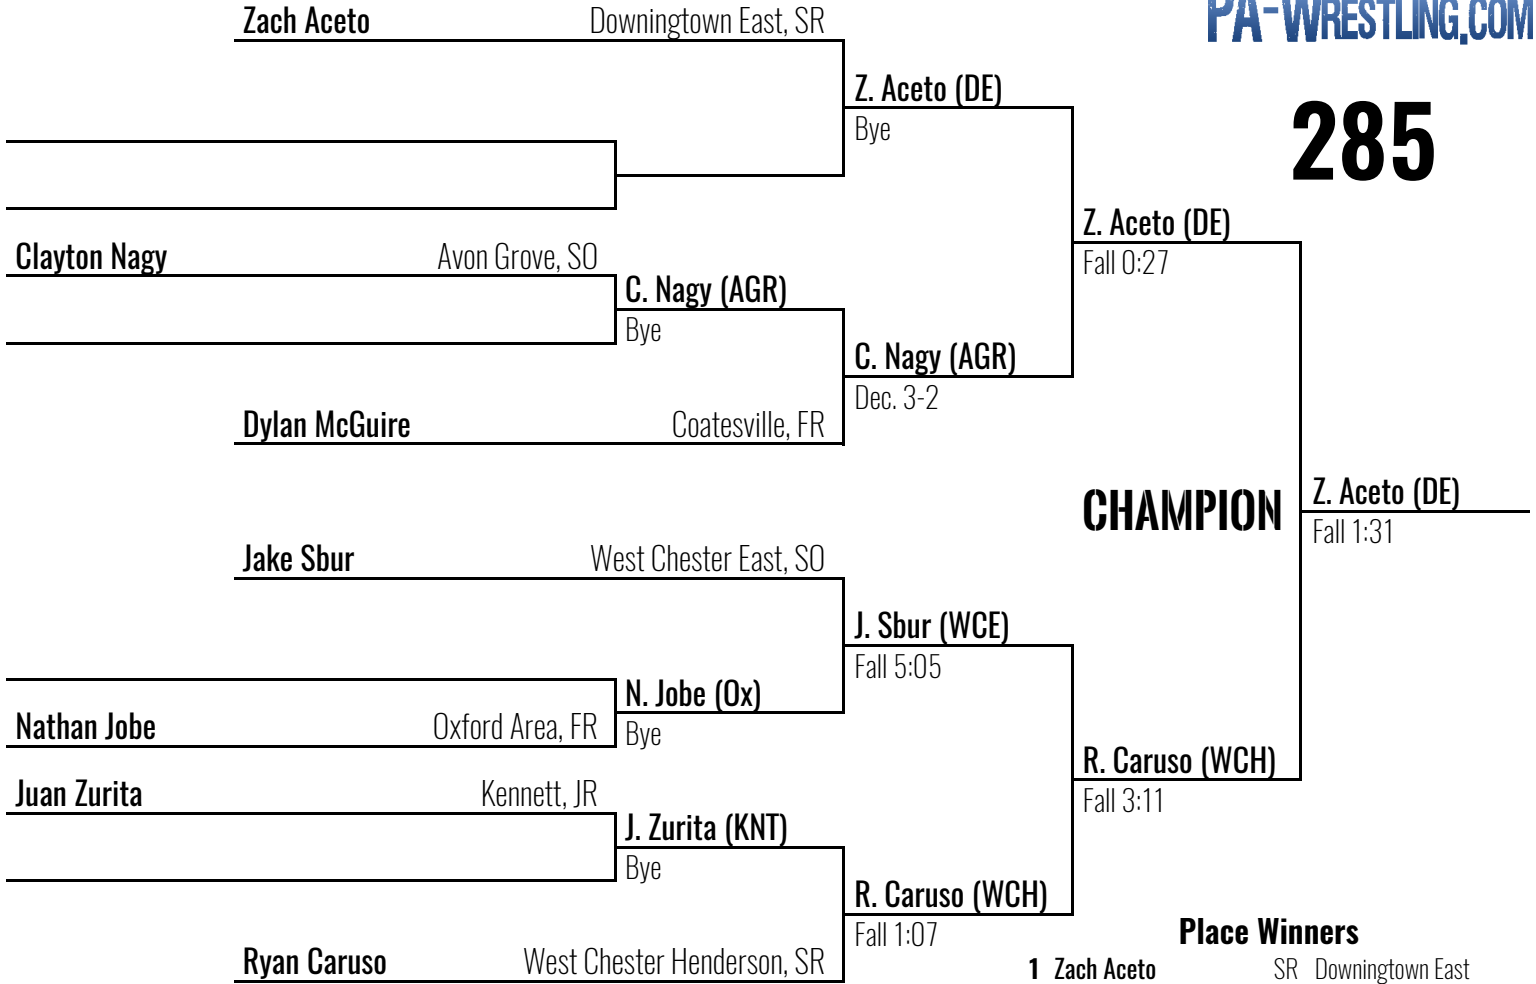 PA-WRESTLING.COM
285
Zach Aceto Downingtown East, SR
Z. Aceto (DE)
Bye
Z. Aceto (DE)
Fall 0:27
Clayton Nagy Avon Grove, SO
C. Nagy (AGR)
Bye
C. Nagy (AGR)
Dec. 3-2
Dylan McGuire Coatesville, FR
CHAMPION
Z. Aceto (DE)
Fall 1:31
Jake Sbur West Chester East, SO
J. Sbur (WCE)
Fall 5:05
N. Jobe (Ox)
Nathan Jobe Oxford Area, FR
Bye
R. Caruso (WCH)
Fall 3:11
Juan Zurita Kennett, JR
J. Zurita (KNT)
Bye
R. Caruso (WCH)
Fall 1:07
Ryan Caruso West Chester Henderson, SR
Place Winners
1 Zach Aceto SR Downingtown East